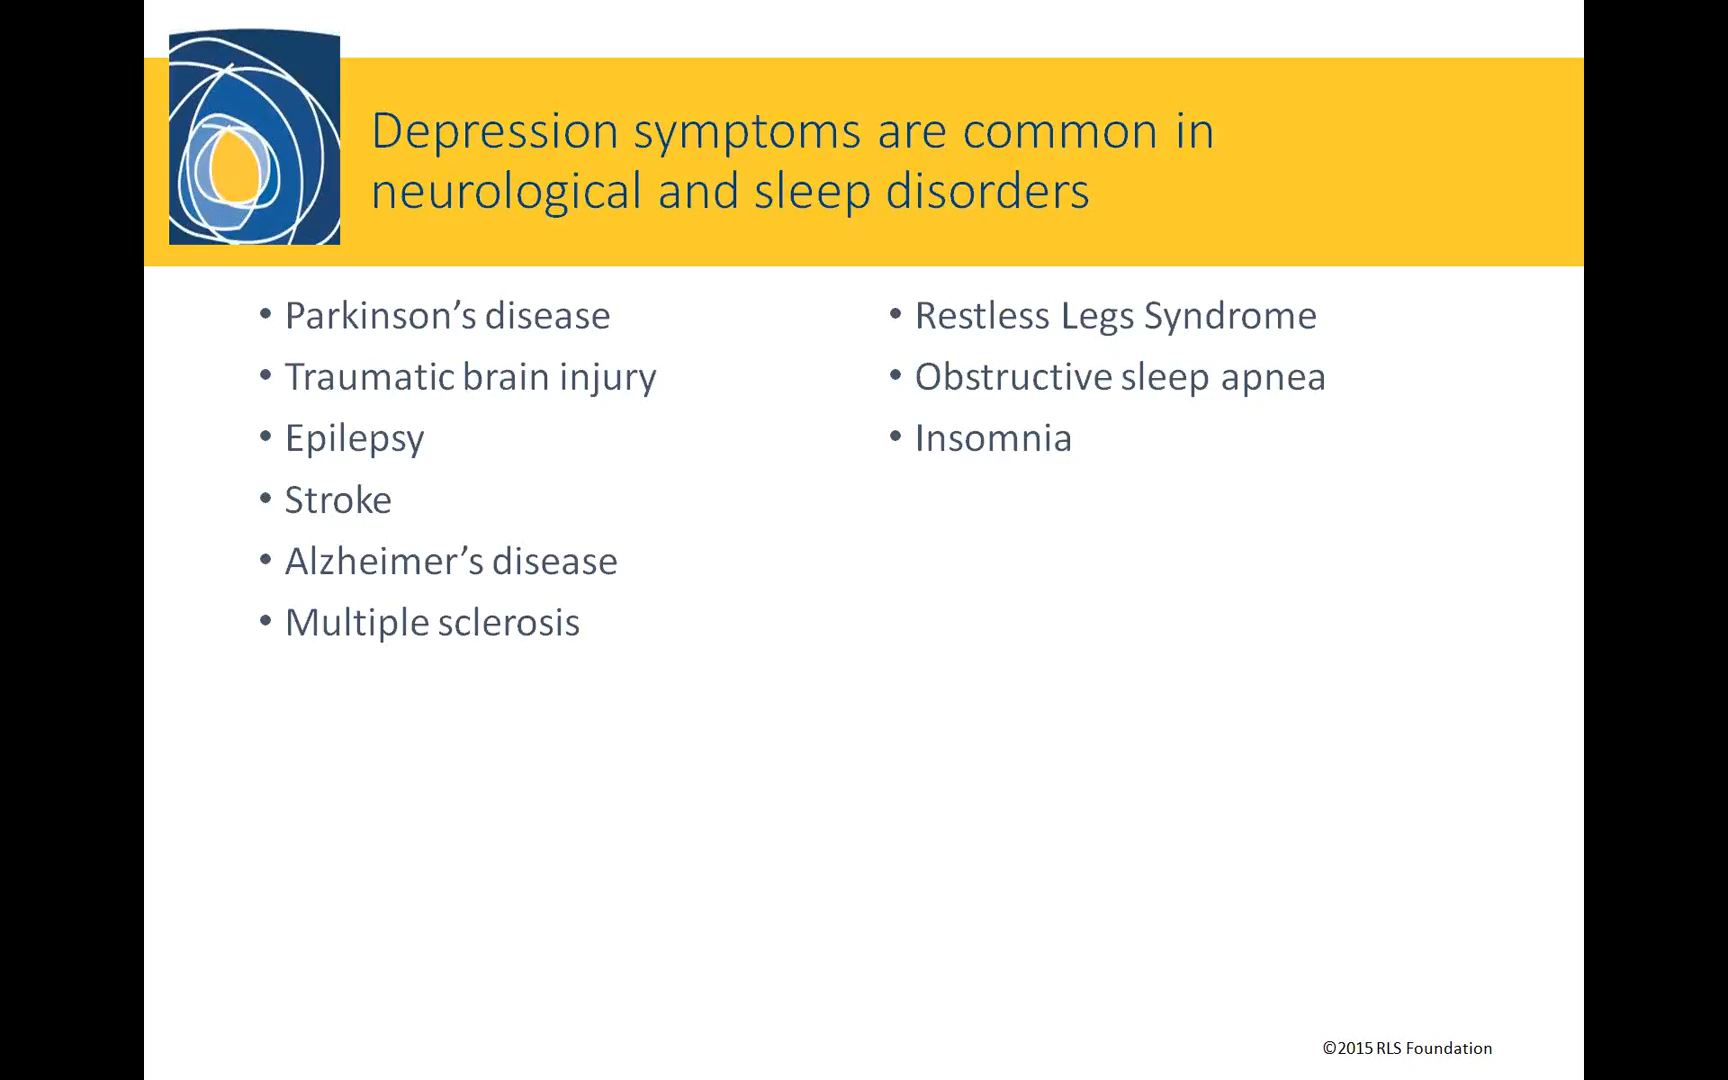 Depression symptoms are common in
neurological and sleep disorders
• Parkinson’s disease
• Traumatic brain injury
• Epilepsy
• Stroke
• Alzheimer’s disease
• Multiple sclerosis
• Restless Legs Syndrome
• Obstructive sleep apnea
• Insomnia
©2015 RLS Foundation